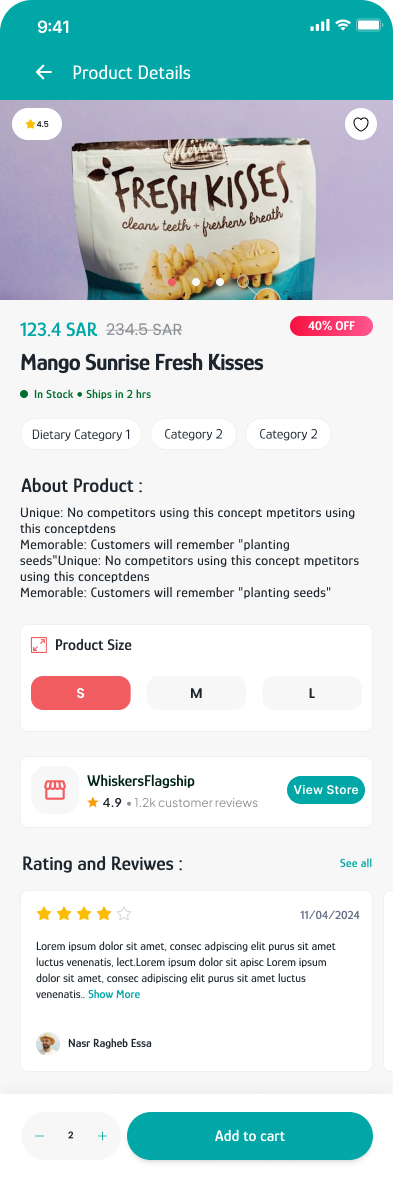 9:41
Product Details
4.5
FRESH KISSES
cleans teeth + freshens breath
123.4 SAR 234.5 SAR
40% OFF
Mango Sunrise Fresh Kisses
In Stock • Ships in 2 hrs
Dietary Category 1 Category 2 Category 2
About Product :
Unique: No competitors using this concept mpetitors using
this conceptdens
Memorable: Customers will remember "planting
seeds"Unique: No competitors using this concept mpetitors
using this conceptdens
Memorable: Customers will remember "planting seeds"
Product Size
S M L
WhiskersFlagship
4.9 • 1.2k customer reviews
View Store
Rating and Reviwes :
See all
11/04/2024
Lorem ipsum dolor sit amet, consec adipiscing elit purus sit amet
luctus venenatis, lect.Lorem ipsum dolor sit apisc Lorem ipsum
dolor sit amet, consec adipiscing elit purus sit amet luctus
venenatis.. Show More
Nasr Ragheb Essa
− 2 +
Add to cart